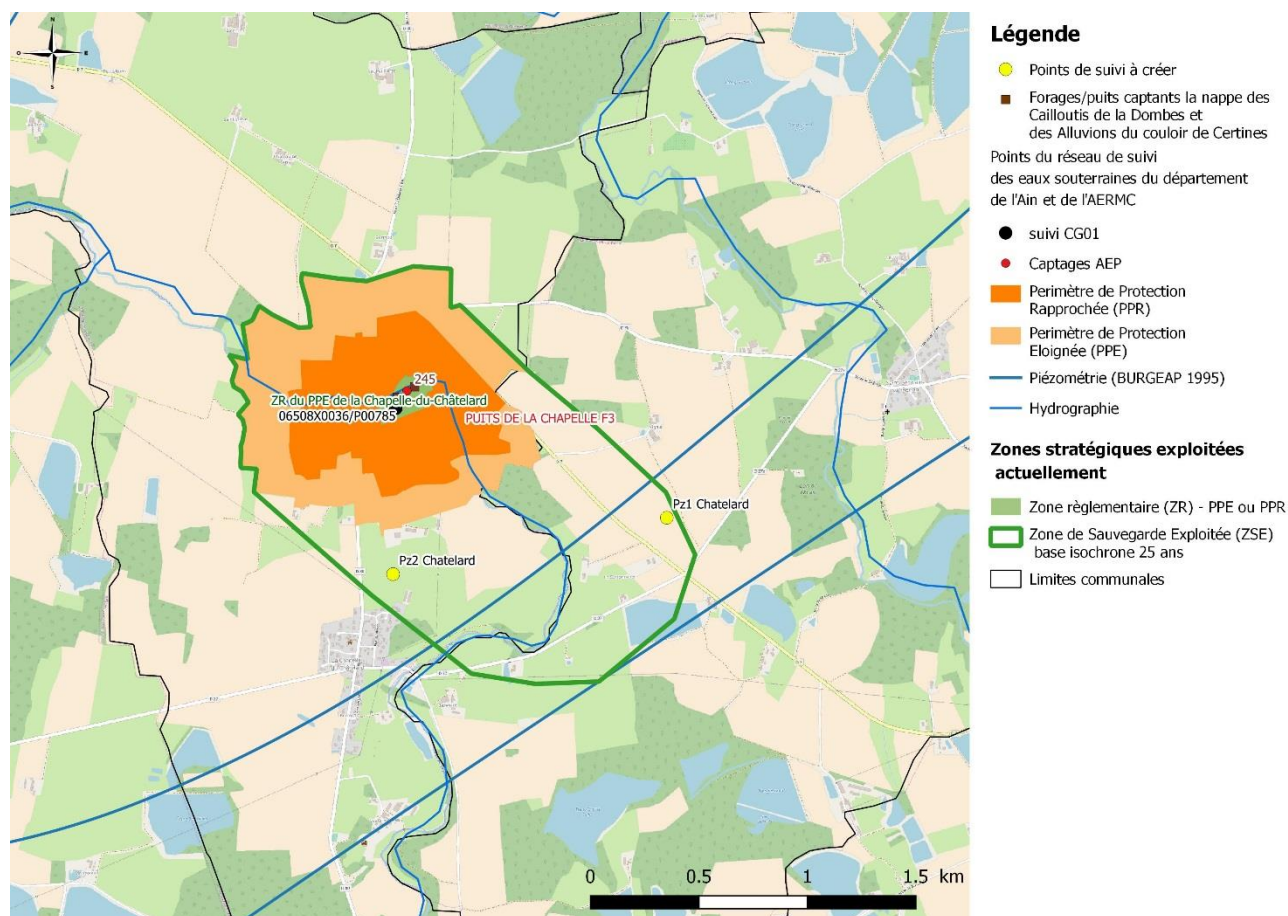 N
O
E
S
245
ZR du PPE de la Chapelle-du-Châtelard
06508X0036/P00785
PUITS DE LA CHAPELLE F3
Pz1 Chatelard
Pz2 Chatelard
0 0.5 1 1.5 km
Légende
Points de suivi à créer
Forages/puits captants la nappe des
Cailloutis de la Dombes et
des Alluvions du couloir de Certines
Points du réseau de suivi
des eaux souterraines du département
de l'Ain et de l'AERMC
suivi CG01
Captages AEP
Perimètre de Protection
Rapprochée (PPR)
Perimètre de Protection
Eloignée (PPE)
Piézométrie (BURGEAP 1995)
Hydrographie
Zones stratégiques exploitées
actuellement
Zone règlementaire (ZR) - PPE ou PPR
Zone de Sauvegarde Exploitée (ZSE)
base isochrone 25 ans
Limites communales